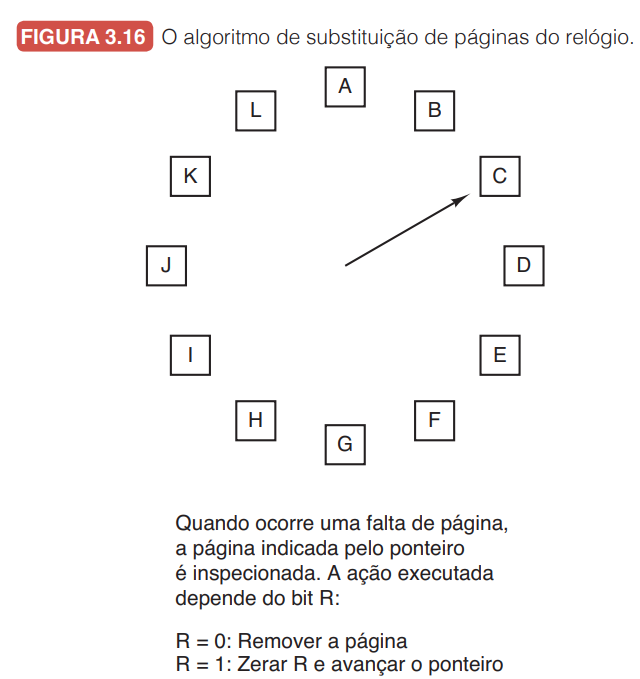 FIGURA 3.16 O algoritmo de substituição de páginas do relógio.
A
L
B
K
C
J
D
I
E
H
F
G
Quando ocorre uma falta de página,
a página indicada pelo ponteiro
é inspecionada. A ação executada
depende do bit R:
R = 0: Remover a página
R = 1: Zerar R e avançar o ponteiro